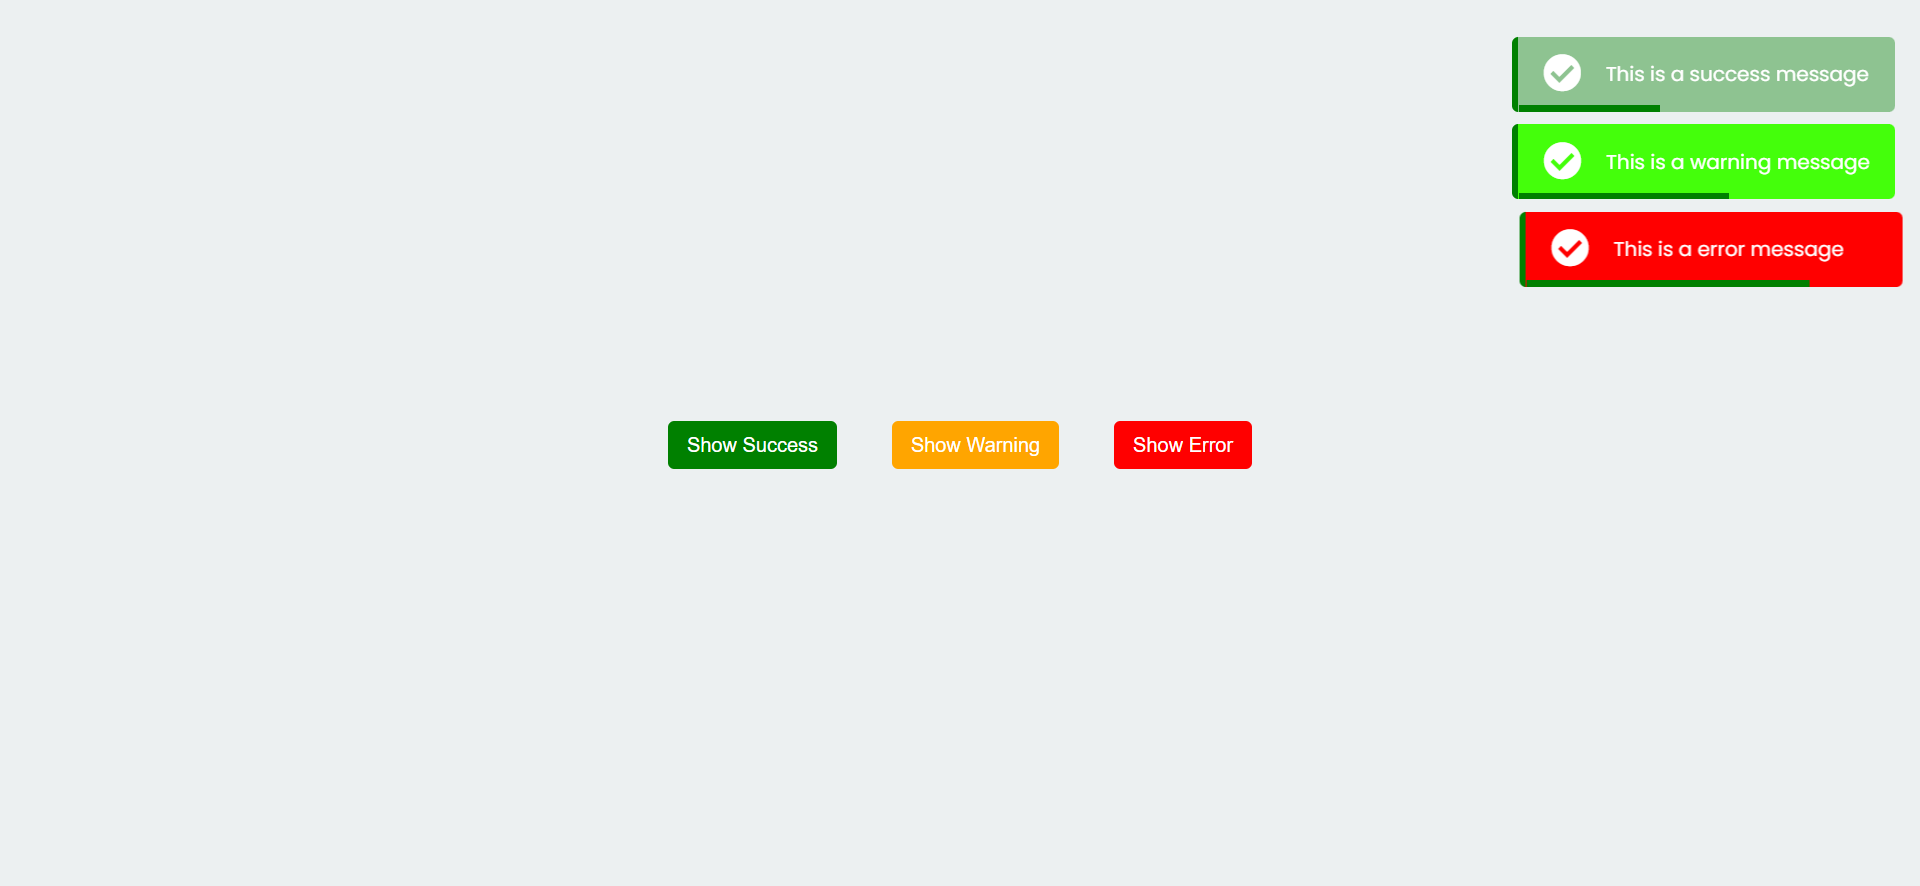 This is a success message
This is a warning message
This is a error message
Show Success
Show Warning
Show Error